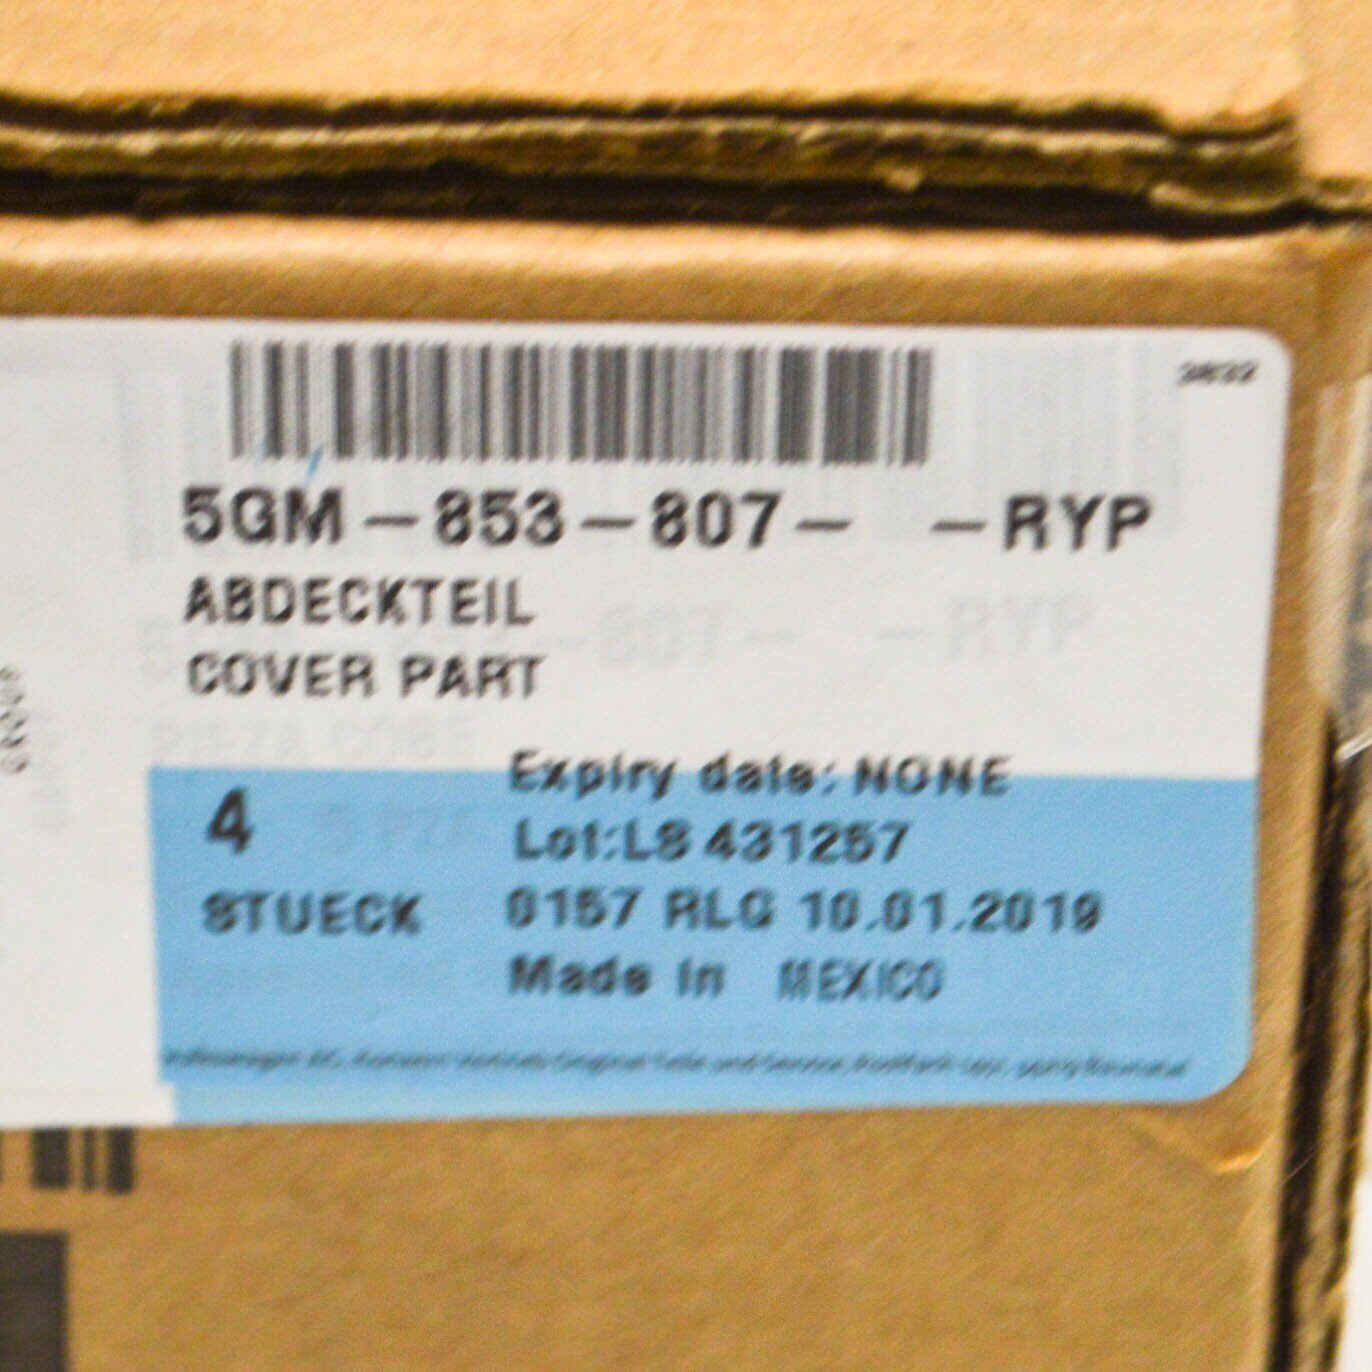 5GM-853-807- -RYP
ABDECKTEIL
COVER PART
Expiry date: NONE
4 Lot:LS 431257
STUECK 0157 RLG 10.01.2019
Made in MEXICO